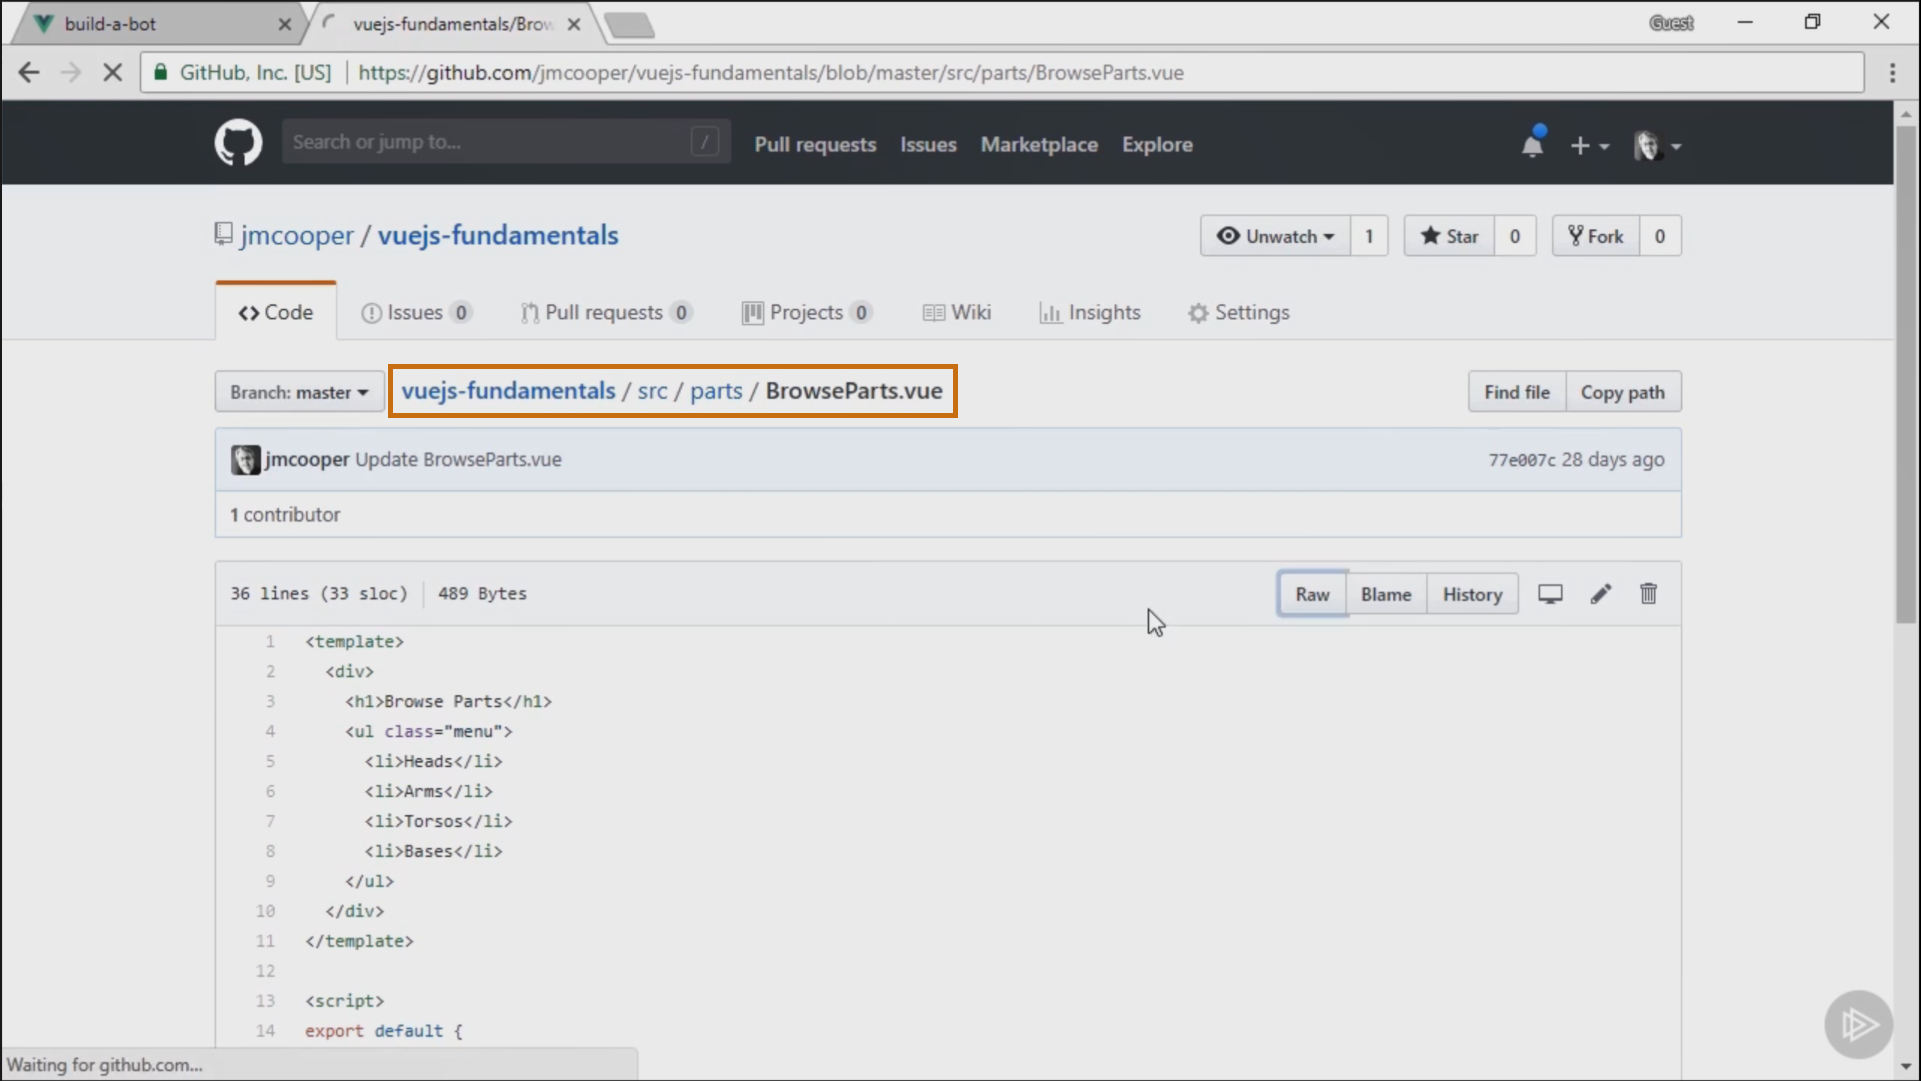 build-a-bot
vuejs-fundamentals/Brow
Guest
GitHub, Inc. [US] https://github.com/jmcooper/vuejs-fundamentals/blob/master/src/parts/BrowseParts.vue
Search or jump to... / Pull requests Issues Marketplace Explore
jmcooper / vuejs-fundamentals
Unwatch 1 Star 0 Fork 0
Code Issues 0 Pull requests 0 Projects 0 Wiki Insights Settings
Branch: master vuejs-fundamentals / src / parts / BrowseParts.vue Find file Copy path
jmcooper Update BrowseParts.vue 77e007c 28 days ago
1 contributor
36 lines (33 sloc) 489 Bytes Raw Blame History
1 <template>
2 <div>
3 <h1>Browse Parts</h1>
4 <ul class="menu">
5 <li>Heads</li>
6 <li>Arms</li>
7 <li>Torsos</li>
8 <li>Bases</li>
9 </ul>
10 </div>
11 </template>
12
13 <script>
14 export default {
Waiting for github.com...